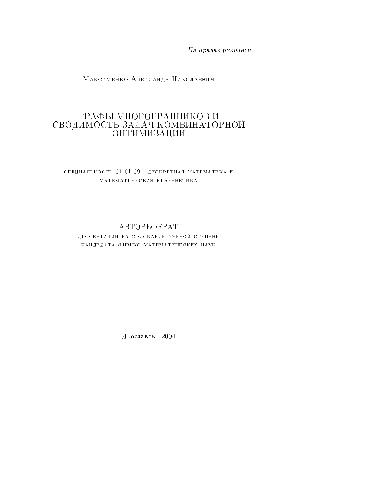 На правах рукописи
Максименко Александр Николаевич
ГРАФЫ МНОГОГРАННИКОВ И
СВОДИМОСТЬ ЗАДАЧ КОМБИНАТОРНОЙ
ОПТИМИЗАЦИИ
специальность 01.01.09 – дискретная математика и
математическая кибернетика
АВТОРЕФЕРАТ
диссертации на соискание ученой степени
кандидата физико-математических наук
Ярославль 2004